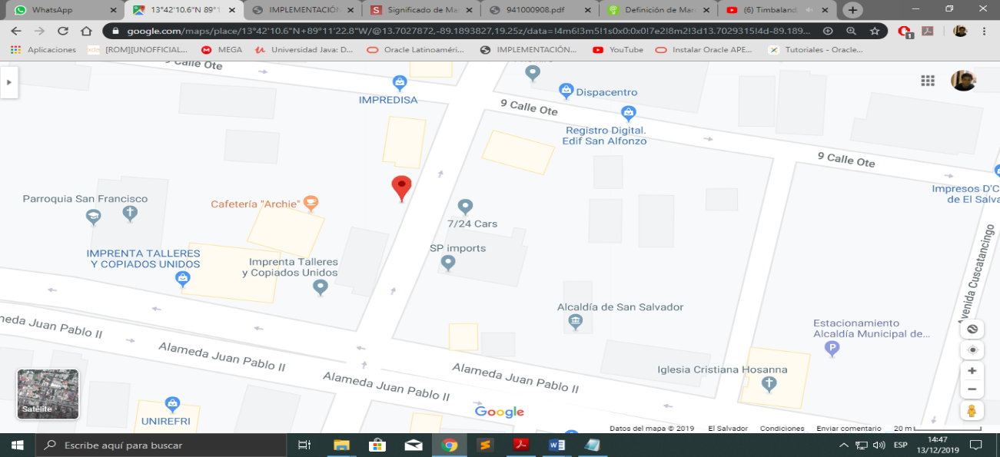 WhatsApp
13°42'10.6"N 89°1
IMPLEMENTACIÓN
Significado de Ma
941000908.pdf
Definición de Mar
(6) Timbaland,
google.com/maps/place/13°42'10.6"N+89°11'22.8"W/@13.7027872,-89.1893827,19.25z/data=!4m6!3m5!1s0x0:0x0!7e2!8m2!3d13.7029315!4d-89.189...
1
Aplicaciones
[ROM][UNOFFICIAL...
MEGA
Universidad Java: D...
Oracle Latinoaméri...
IMPLEMENTACIÓN...
YouTube
Instalar Oracle APE...
Tutoriales - Oracle...
9 Calle Ote
IMPREDISA
Dispacentro
9 Calle Ote
Registro Digital.
Edif San Alfonzo
9 Calle Ote
Impresos D'C
de El Salva
Parroquia San Francisco
Cafetería "Archie"
7/24 Cars
SP imports
IMPRENTA TALLERES
Y COPIADOS UNIDOS
Imprenta Talleres
y Copiados Unidos
Avenida Cuscatancingo
Alcaldía de San Salvador
Estacionamiento
Alcaldía Municipal de...
P
neda Juan Pablo II
Alameda Juan Pablo II
Alameda Juan Pablo II
Alameda Juan Pablo II
Iglesia Cristiana Hosanna
Satélite
UNIREFRI
Google
Datos del mapa © 2019
El Salvador
Condiciones
Enviar comentario
20 m
Escribe aquí para buscar
ESP
14:47
13/12/2019